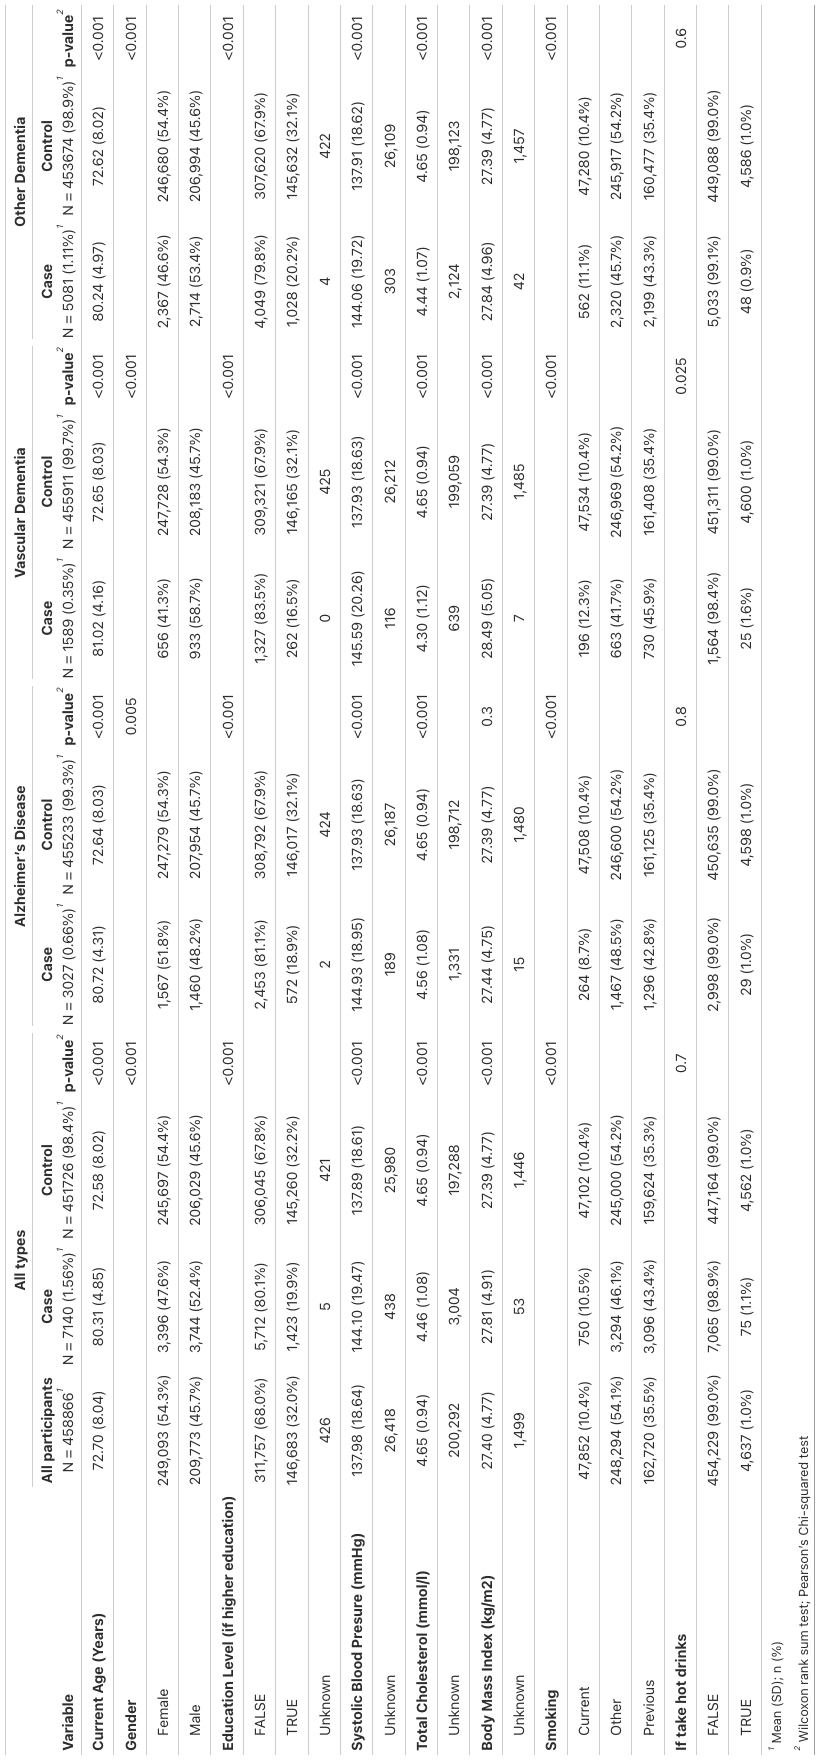 All types Alzheimer's Disease Vascular Dementia Other Dementia
Variable All participants N = 458866¹ Case N = 7140 (1.56%)¹ Control N = 451726 (98.4%)¹ p-value² Case N = 3027 (0.66%)¹ Control N = 455233 (99.3%)¹ p-value² Case N = 1589 (0.35%)¹ Control N = 455911 (99.7%)¹ p-value² Case N = 5081 (1.11%)¹ Control N = 453674 (98.9%)¹ p-value²
Current Age (Years) 72.70 (8.04) 80.31 (4.85) 72.58 (8.02) <0.001 80.72 (4.31) 72.64 (8.03) <0.001 81.02 (4.16) 72.65 (8.03) <0.001 80.24 (4.97) 72.62 (8.02) <0.001
Gender <0.001 0.005 <0.001 <0.001
Female 249,093 (54.3%) 3,396 (47.6%) 245,697 (54.4%) 1,567 (51.8%) 247,279 (54.3%) 656 (41.3%) 247,728 (54.3%) 2,367 (46.6%) 246,680 (54.4%)
Male 209,773 (45.7%) 3,744 (52.4%) 206,029 (45.6%) 1,460 (48.2%) 207,954 (45.7%) 933 (58.7%) 208,183 (45.7%) 2,714 (53.4%) 206,994 (45.6%)
Education Level (if higher education) <0.001 <0.001 <0.001 <0.001
FALSE 311,757 (68.0%) 5,712 (80.1%) 306,045 (67.8%) 2,453 (81.1%) 308,792 (67.9%) 1,327 (83.5%) 309,321 (67.9%) 4,049 (79.8%) 307,620 (67.9%)
TRUE 146,683 (32.0%) 1,423 (19.9%) 145,260 (32.2%) 572 (18.9%) 146,017 (32.1%) 262 (16.5%) 146,165 (32.1%) 1,028 (20.2%) 145,632 (32.1%)
Unknown 426 5 421 2 424 0 425 4 422
Systolic Blood Presure (mmHg) 137.98 (18.64) 144.10 (19.47) 137.89 (18.61) <0.001 144.93 (18.95) 137.93 (18.63) <0.001 145.59 (20.26) 137.93 (18.63) <0.001 144.06 (19.72) 137.91 (18.62) <0.001
Unknown 26,418 438 25,980 189 26,187 116 26,212 303 26,109
Total Cholesterol (mmol/l) 4.65 (0.94) 4.46 (1.08) 4.65 (0.94) <0.001 4.56 (1.08) 4.65 (0.94) <0.001 4.30 (1.12) 4.65 (0.94) <0.001 4.44 (1.07) 4.65 (0.94) <0.001
Unknown 200,292 3,004 197,288 1,331 198,712 639 199,059 2,124 198,123
Body Mass Index (kg/m2) 27.40 (4.77) 27.81 (4.91) 27.39 (4.77) <0.001 27.44 (4.75) 27.39 (4.77) 0.3 28.49 (5.05) 27.39 (4.77) <0.001 27.84 (4.96) 27.39 (4.77) <0.001
Unknown 1,499 53 1,446 15 1,480 7 1,485 42 1,457
Smoking <0.001 <0.001 <0.001 <0.001
Current 47,852 (10.4%) 750 (10.5%) 47,102 (10.4%) 264 (8.7%) 47,508 (10.4%) 196 (12.3%) 47,534 (10.4%) 562 (11.1%) 47,280 (10.4%)
Other 248,294 (54.1%) 3,294 (46.1%) 245,000 (54.2%) 1,467 (48.5%) 246,600 (54.2%) 663 (41.7%) 246,969 (54.2%) 2,320 (45.7%) 245,917 (54.2%)
Previous 162,720 (35.5%) 3,096 (43.4%) 159,624 (35.3%) 1,296 (42.8%) 161,125 (35.4%) 730 (45.9%) 161,408 (35.4%) 2,199 (43.3%) 160,477 (35.4%)
If take hot drinks 0.7 0.8 0.025 0.6
FALSE 454,229 (99.0%) 7,065 (98.9%) 447,164 (99.0%) 2,998 (99.0%) 450,635 (99.0%) 1,564 (98.4%) 451,311 (99.0%) 5,033 (99.1%) 449,088 (99.0%)
TRUE 4,637 (1.0%) 75 (1.1%) 4,562 (1.0%) 29 (1.0%) 4,598 (1.0%) 25 (1.6%) 4,600 (1.0%) 48 (0.9%) 4,586 (1.0%)
¹ Mean (SD); n (%)
² Wilcoxon rank sum test; Pearson's Chi-squared test